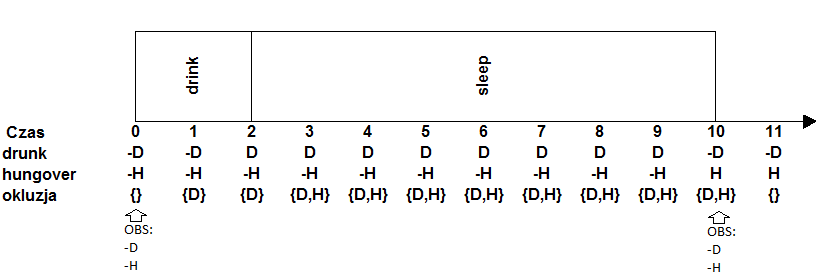 drink
sleep
Czas 0 1 2 3 4 5 6 7 8 9 10 11
drunk -D -D D D D D D D D D -D -D
hungover -H -H -H -H -H -H -H -H -H -H H H
okluzja {} {D} {D} {D,H} {D,H} {D,H} {D,H} {D,H} {D,H} {D,H} {D,H} {}
OBS:
-D
-H
OBS:
-D
-H